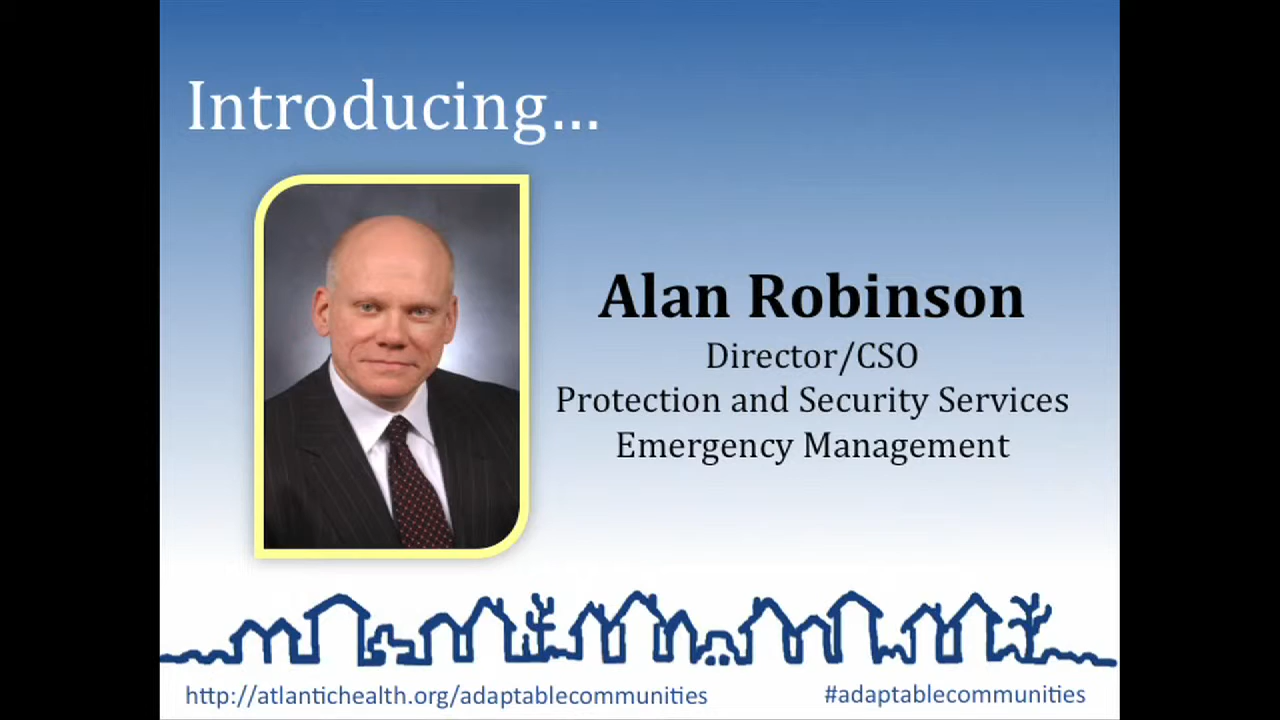 Introducing...
Alan Robinson
Director/CSO
Protection and Security Services
Emergency Management
http://atlantichealth.org/adaptablecommunities
#adaptablecommunities